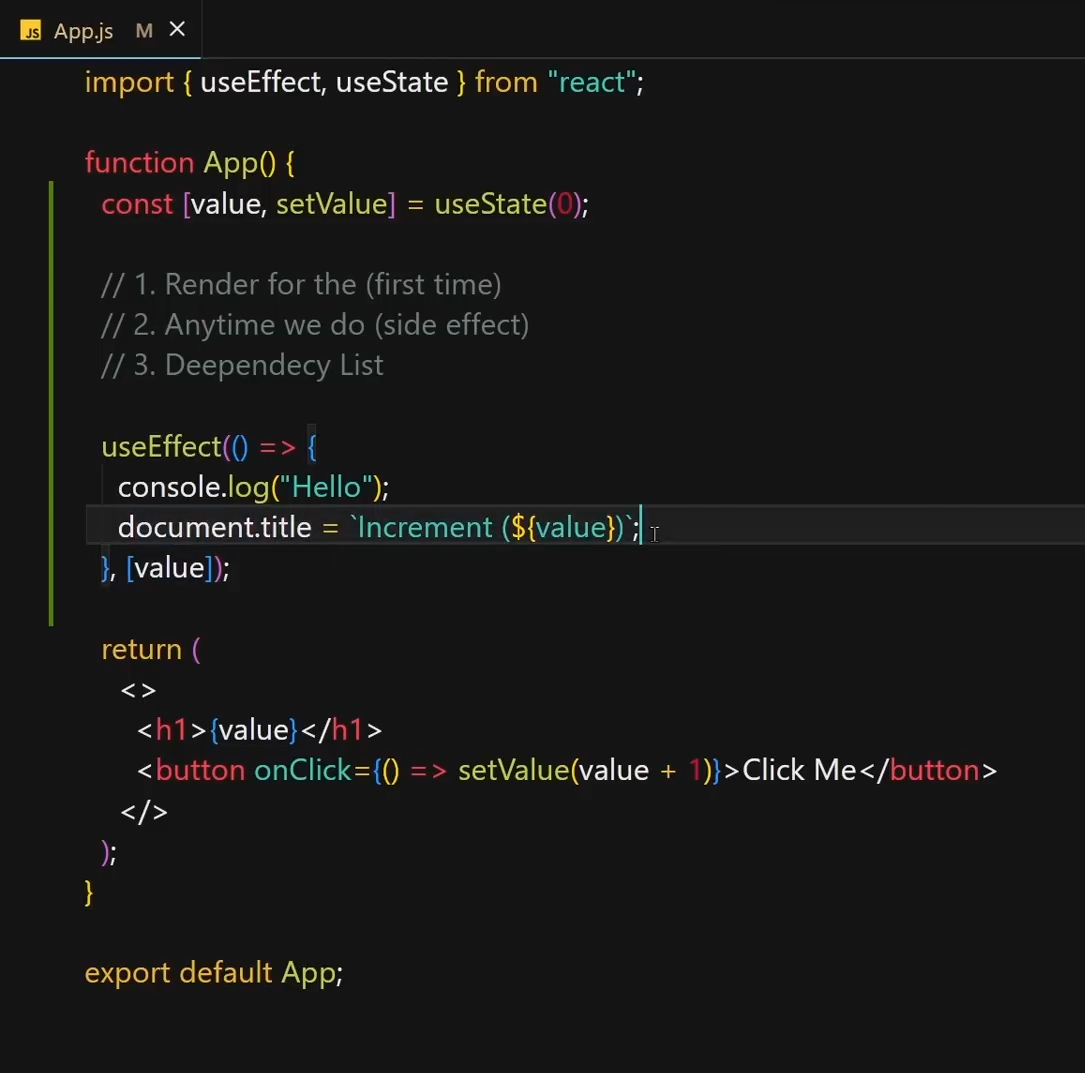 JS App.js M
import { useEffect, useState } from "react";
function App() {
const [value, setValue] = useState(0);
// 1. Render for the (first time)
// 2. Anytime we do (side effect)
// 3. Deependecy List
useEffect(() => {
console.log("Hello");
document.title = `Increment (${value})`;
}, [value]);
return (
<>
<h1>{value}</h1>
<button onClick={() => setValue(value + 1)}>Click Me</button>
</>
);
}
export default App;